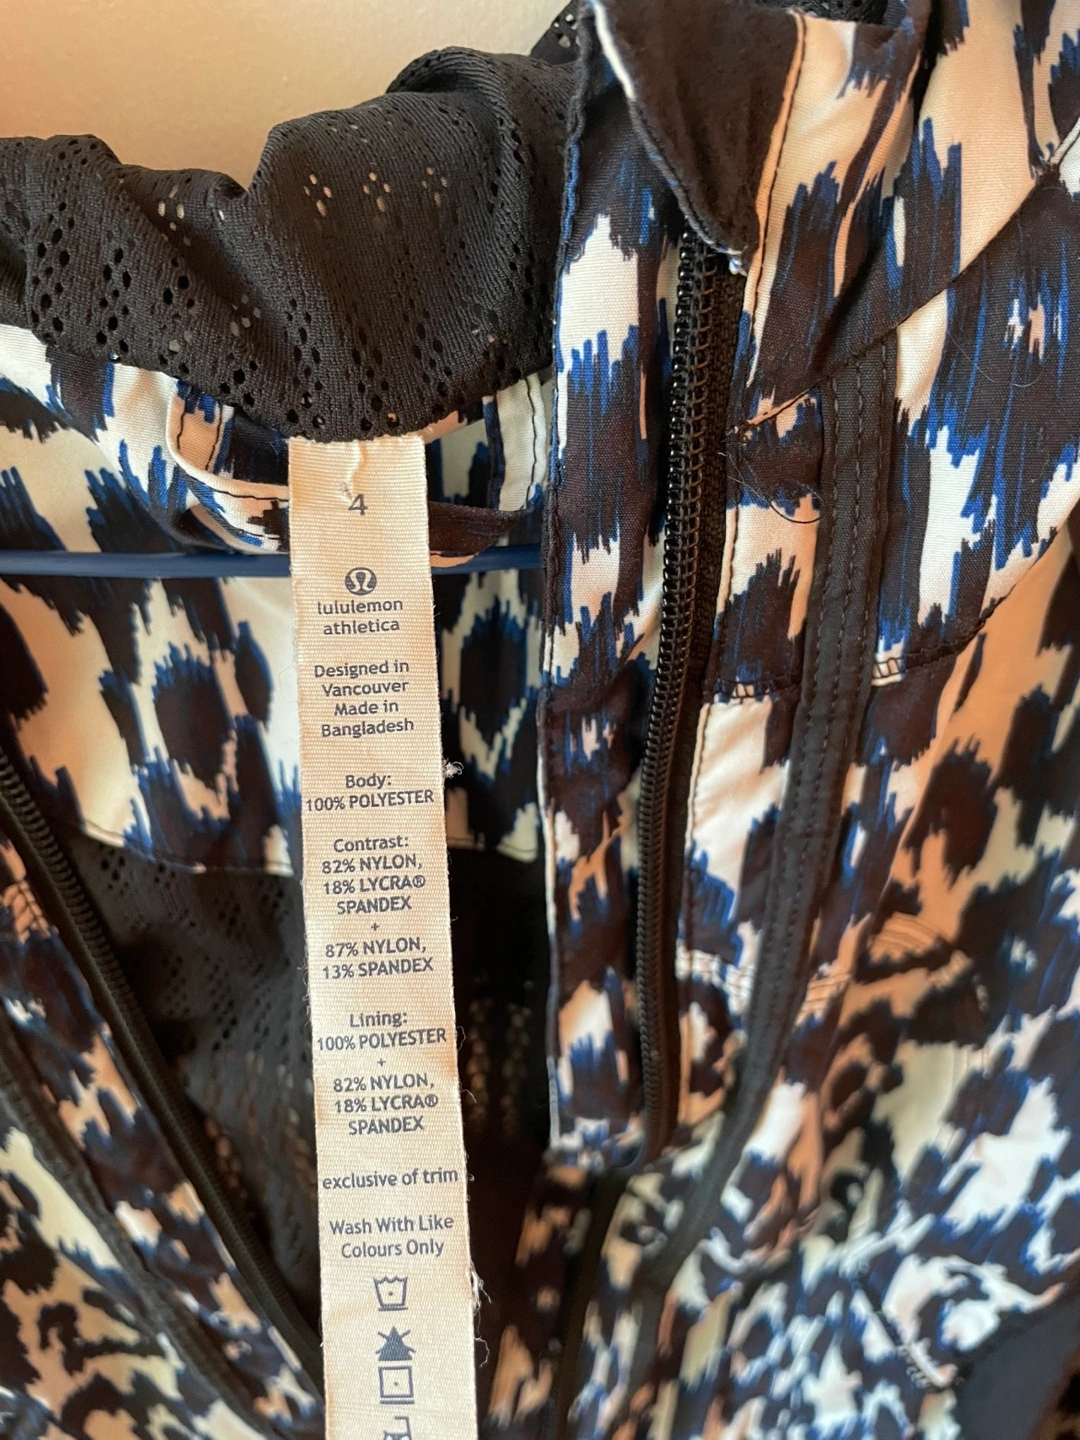 4
lululemon
athletica
Designed in
Vancouver
Made in
Bangladesh
Body:
100% POLYESTER
Contrast:
82% NYLON,
18% LYCRA®
SPANDEX
+
87% NYLON,
13% SPANDEX
Lining:
100% POLYESTER
+
82% NYLON,
18% LYCRA®
SPANDEX
exclusive of trim
Wash With Like
Colours Only